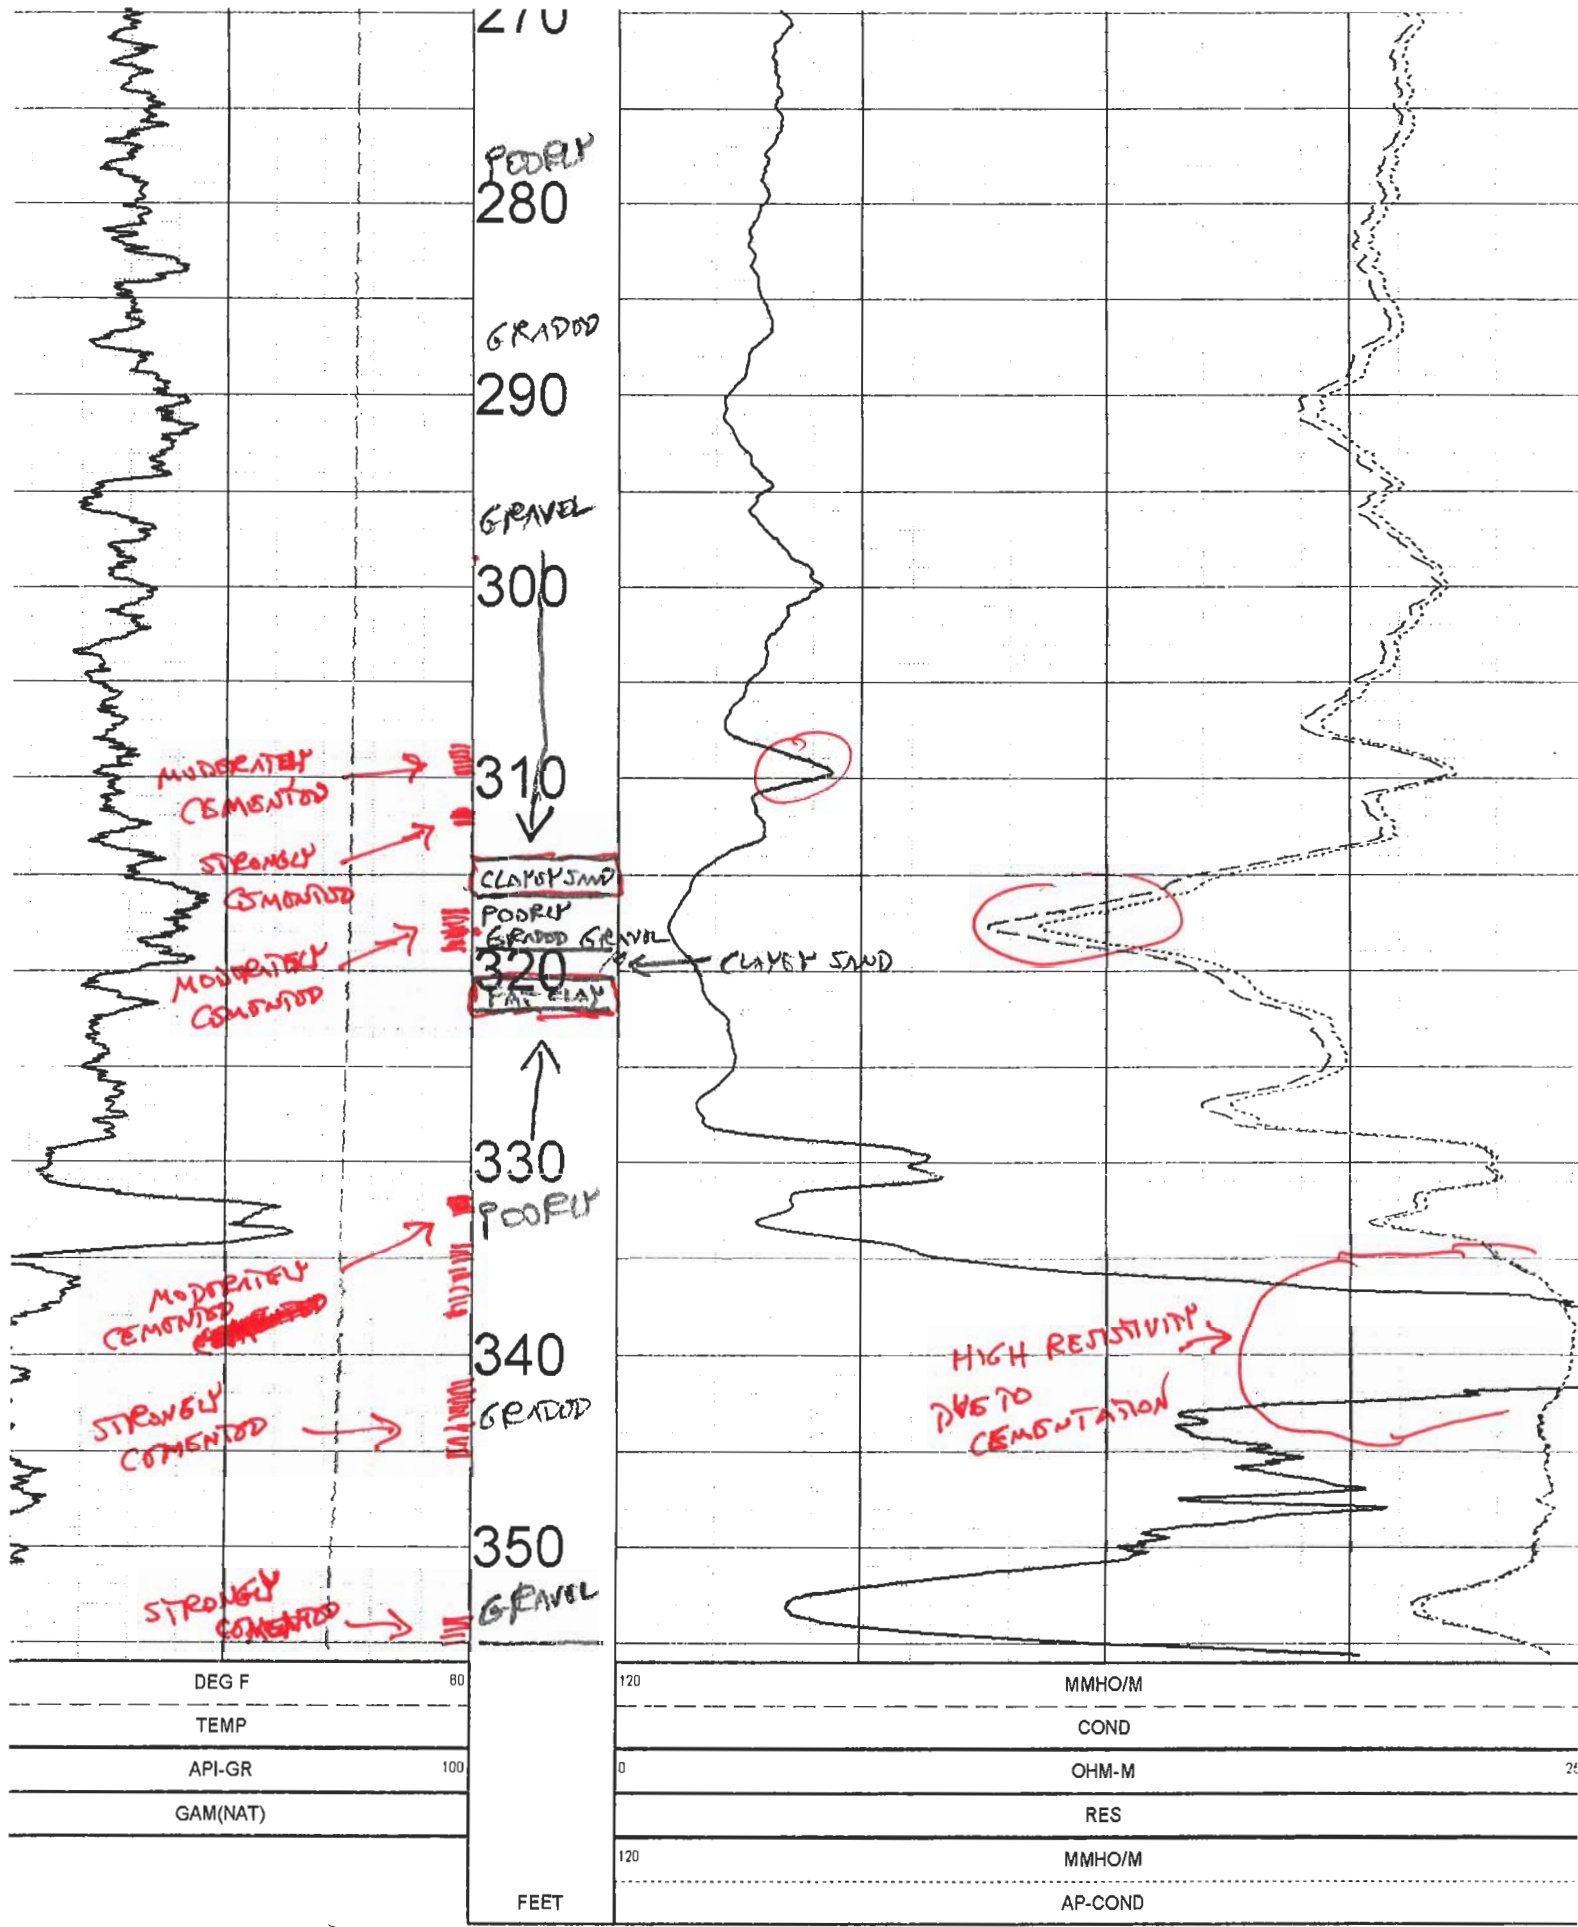 270
POORLY
280
GRADED
290
GRAVEL
300
MODERATELY
CEMENTED
310
STRONGLY
CEMENTED
CLAYEY SAND
POORLY
GRADED GRAVEL
MODERATELY
CEMENTED
320
CLAYEY SAND
FAT CLAY
330
POORLY
MODERATELY
CEMENTED
340
HIGH RESISTIVITY
DUE TO
CEMENTATION
STRONGLY
CEMENTED
GRADED
350
STRONGLY
CEMENTED
GRAVEL
DEG F 80 120 MMHO/M
TEMP COND
API-GR 100 0 OHM-M
GAM(NAT) RES
120 MMHO/M
FEET AP-COND